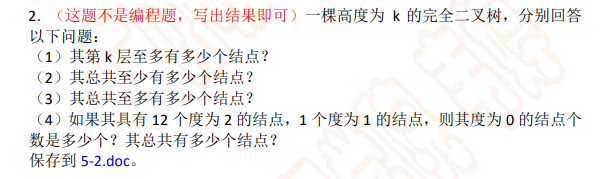 2. （这题不是编程题，写出结果即可）一棵高度为 k 的完全二叉树，分别回答
以下问题：
（1）其第 k 层至多有多少个结点？
（2）其总共至少有多少个结点？
（3）其总共至多有多少个结点？
（4）如果其具有 12 个度为 2 的结点，1 个度为 1 的结点，则其度为 0 的结点个
数是多少个？其总共有多少个结点？
保存到 5-2.doc。